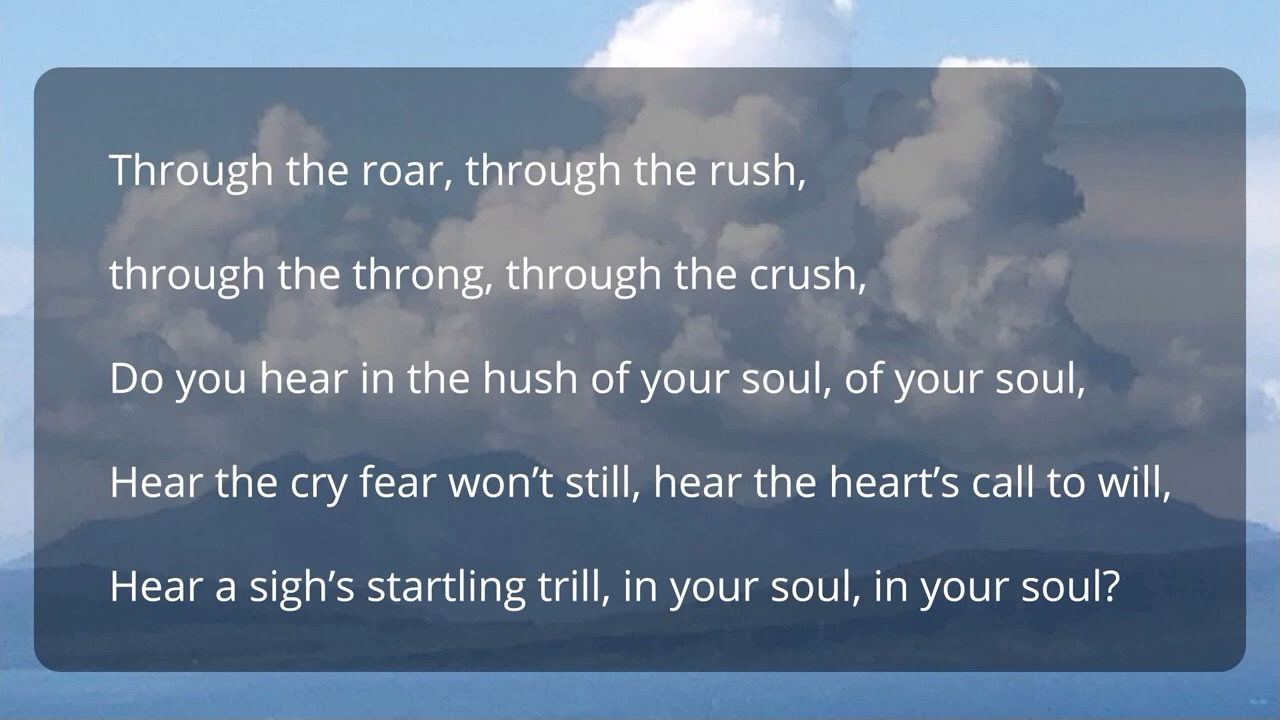 Through the roar, through the rush,
through the throng, through the crush,
Do you hear in the hush of your soul, of your soul,
Hear the cry fear won’t still, hear the heart’s call to will,
Hear a sigh’s startling trill, in your soul, in your soul?